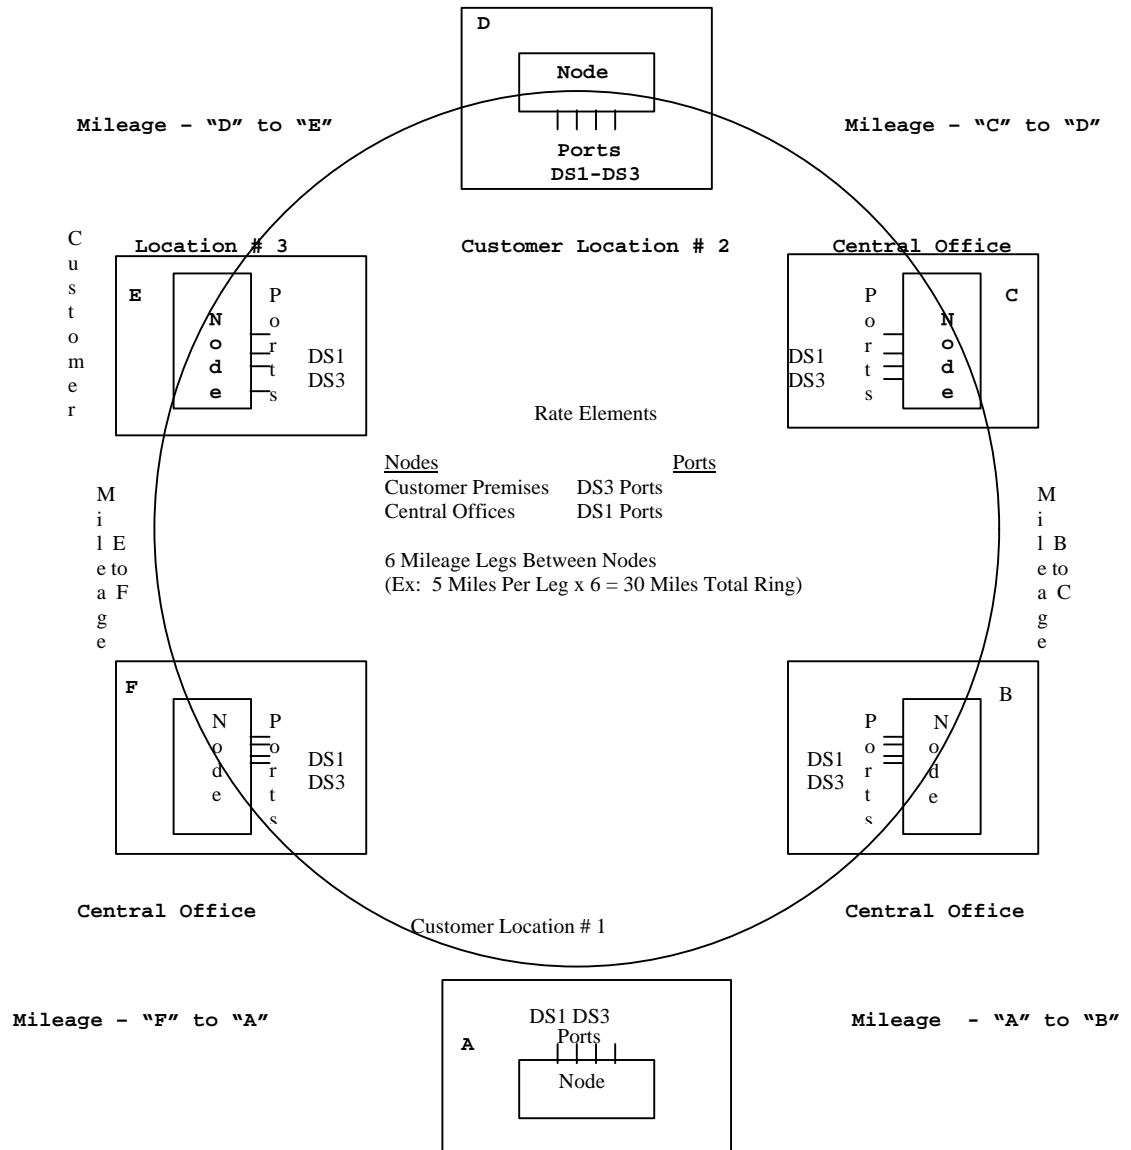 D
Node
Mileage – “D” to “E”
Mileage – “C” to “D”
Ports
DS1-DS3
Customer
Location # 3
Customer Location # 2
Central Office
E
Node
Ports
DS1
DS3
Ports
DS1
DS3
Node
C
Rate Elements
Nodes Ports
Customer Premises DS3 Ports
Central Offices DS1 Ports
6 Mileage Legs Between Nodes
(Ex: 5 Miles Per Leg x 6 = 30 Miles Total Ring)
Mileage
E
to
F
Mileage
B
to
C
F
Node
Ports
DS1
DS3
B
Ports
DS1
DS3
Node
Central Office
Customer Location # 1
Central Office
Mileage – “F” to “A”
Mileage - “A” to “B”
DS1 DS3
Ports
A
Node